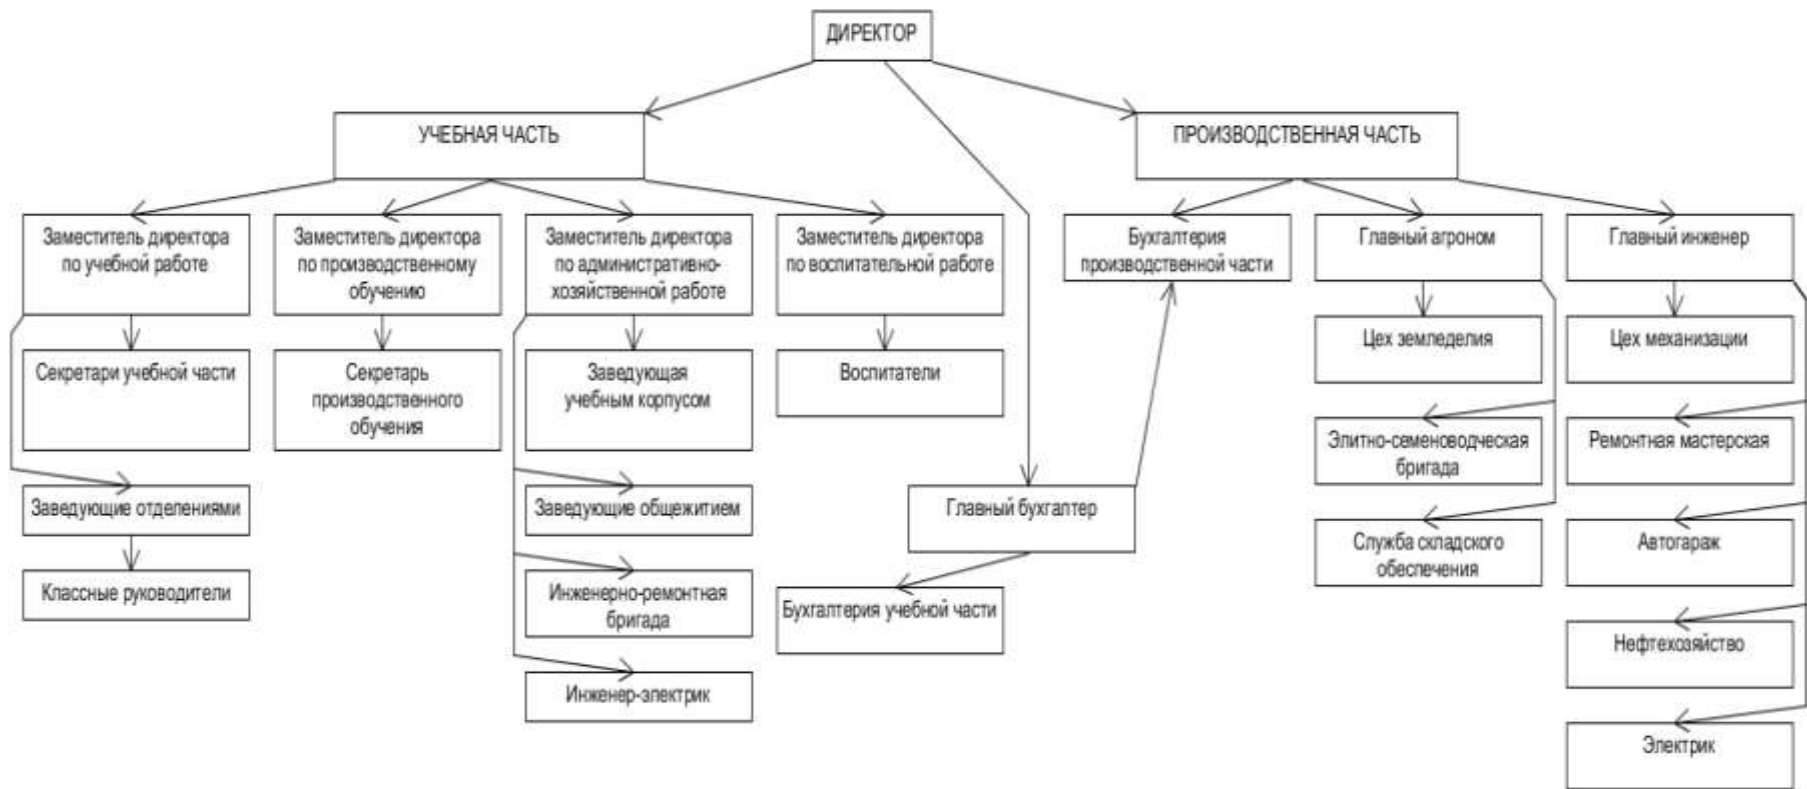 ДИРЕКТОР
УЧЕБНАЯ ЧАСТЬ
ПРОИЗВОДСТВЕННАЯ ЧАСТЬ
Заместитель директора
по учебной работе
Заместитель директора
по производственному
обучению
Заместитель директора
по административно-
хозяйственной работе
Заместитель директора
по воспитательной работе
Бухгалтерия
производственной части
Главный агроном
Главный инженер
Секретари учебной части
Секретарь
производственного
обучения
Заведующая
учебным корпусом
Воспитатели
Цех земледелия
Цех механизации
Элитно-семеноводческая
бригада
Ремонтная мастерская
Заведующие отделениями
Заведующие общежитием
Главный бухгалтер
Служба складского
обеспечения
Автогараж
Классные руководители
Инженерно-ремонтная
бригада
Бухгалтерия учебной части
Нефтехозяйство
Инженер-электрик
Электрик